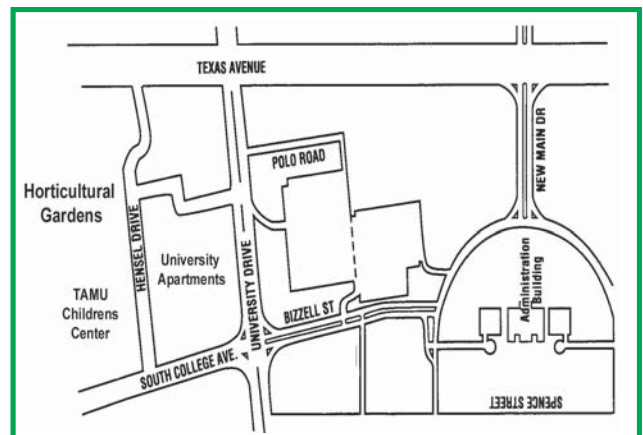 TEXAS AVENUE
POLO ROAD
NEW MAIN DR
Horticultural
Gardens
HENSEL DRIVE
University
Apartments
UNIVERSITY DRIVE
TAMU
Childrens
Center
BIZZELL ST
Administration
Building
SOUTH COLLEGE AVE.
SPENCE STREET